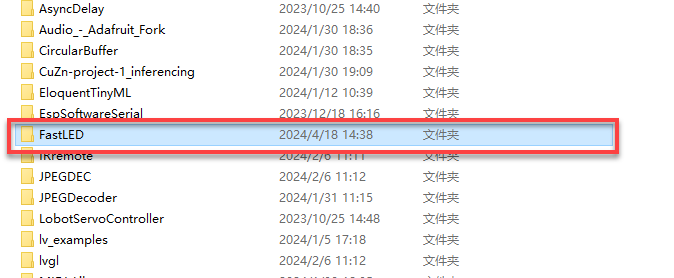 AsyncDelay 2023/10/25 14:40 文件夹
Audio_-_Adafruit_Fork 2024/1/30 18:36 文件夹
CircularBuffer 2024/1/30 18:35 文件夹
CuZn-project-1_inferencing 2024/1/30 19:09 文件夹
EloquentTinyML 2024/1/12 10:39 文件夹
EspSoftwareSerial 2023/12/18 16:16 文件夹
FastLED 2024/4/18 14:38 文件夹
IRremote 2024/2/6 11:11 文件夹
JPEGDEC 2024/2/6 11:12 文件夹
JPEGDecoder 2024/1/31 11:15 文件夹
LobotServoController 2023/10/25 14:48 文件夹
lv_examples 2024/1/5 17:18 文件夹
lvgl 2024/2/6 11:12 文件夹